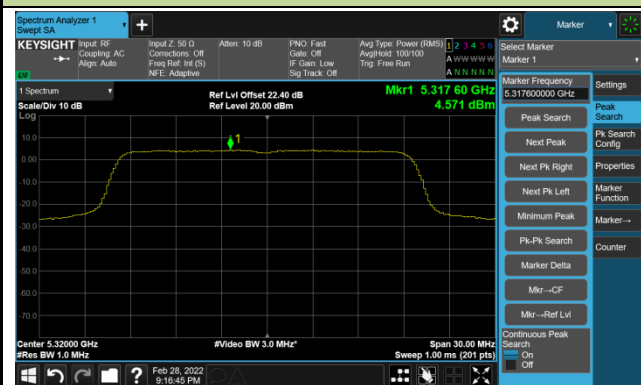 Spectrum Analyzer 1
Swept SA
+
Marker
KEYSIGHT
Input: RF
Coupling: AC
Align: Auto
Input Z: 50 Ω
Corrections: Off
Freq Ref: Int (S)
NFE: Adaptive
Atten: 10 dB
PNO: Fast
Gate: Off
IF Gain: Low
Sig Track: Off
Avg Type: Power (RMS)
Avg|Hold: 100/100
Trig: Free Run
1 2 3 4 5 6
A W W W W W
A N N N N N
LXI
Select Marker
Marker 1
1 Spectrum
Scale/Div 10 dB
Log
Ref Lvl Offset 22.40 dB
Ref Level 20.00 dBm
Mkr1 5.317 60 GHz
4.571 dBm
1
10.0
0.00
-10.0
-20.0
-30.0
-40.0
-50.0
-60.0
-70.0
Center 5.32000 GHz
#Res BW 1.0 MHz
#Video BW 3.0 MHz*
Span 30.00 MHz
Sweep 1.00 ms (201 pts)
Marker Frequency
5.317600000 GHz
Peak Search
Next Peak
Next Pk Right
Next Pk Left
Minimum Peak
Pk-Pk Search
Marker Delta
Mkr→CF
Mkr→Ref Lvl
Continuous Peak
Search
On
Off
Settings
Peak
Search
Pk Search
Config
Properties
Marker
Function
Marker→
Counter
?
Feb 28, 2022
9:16:45 PM